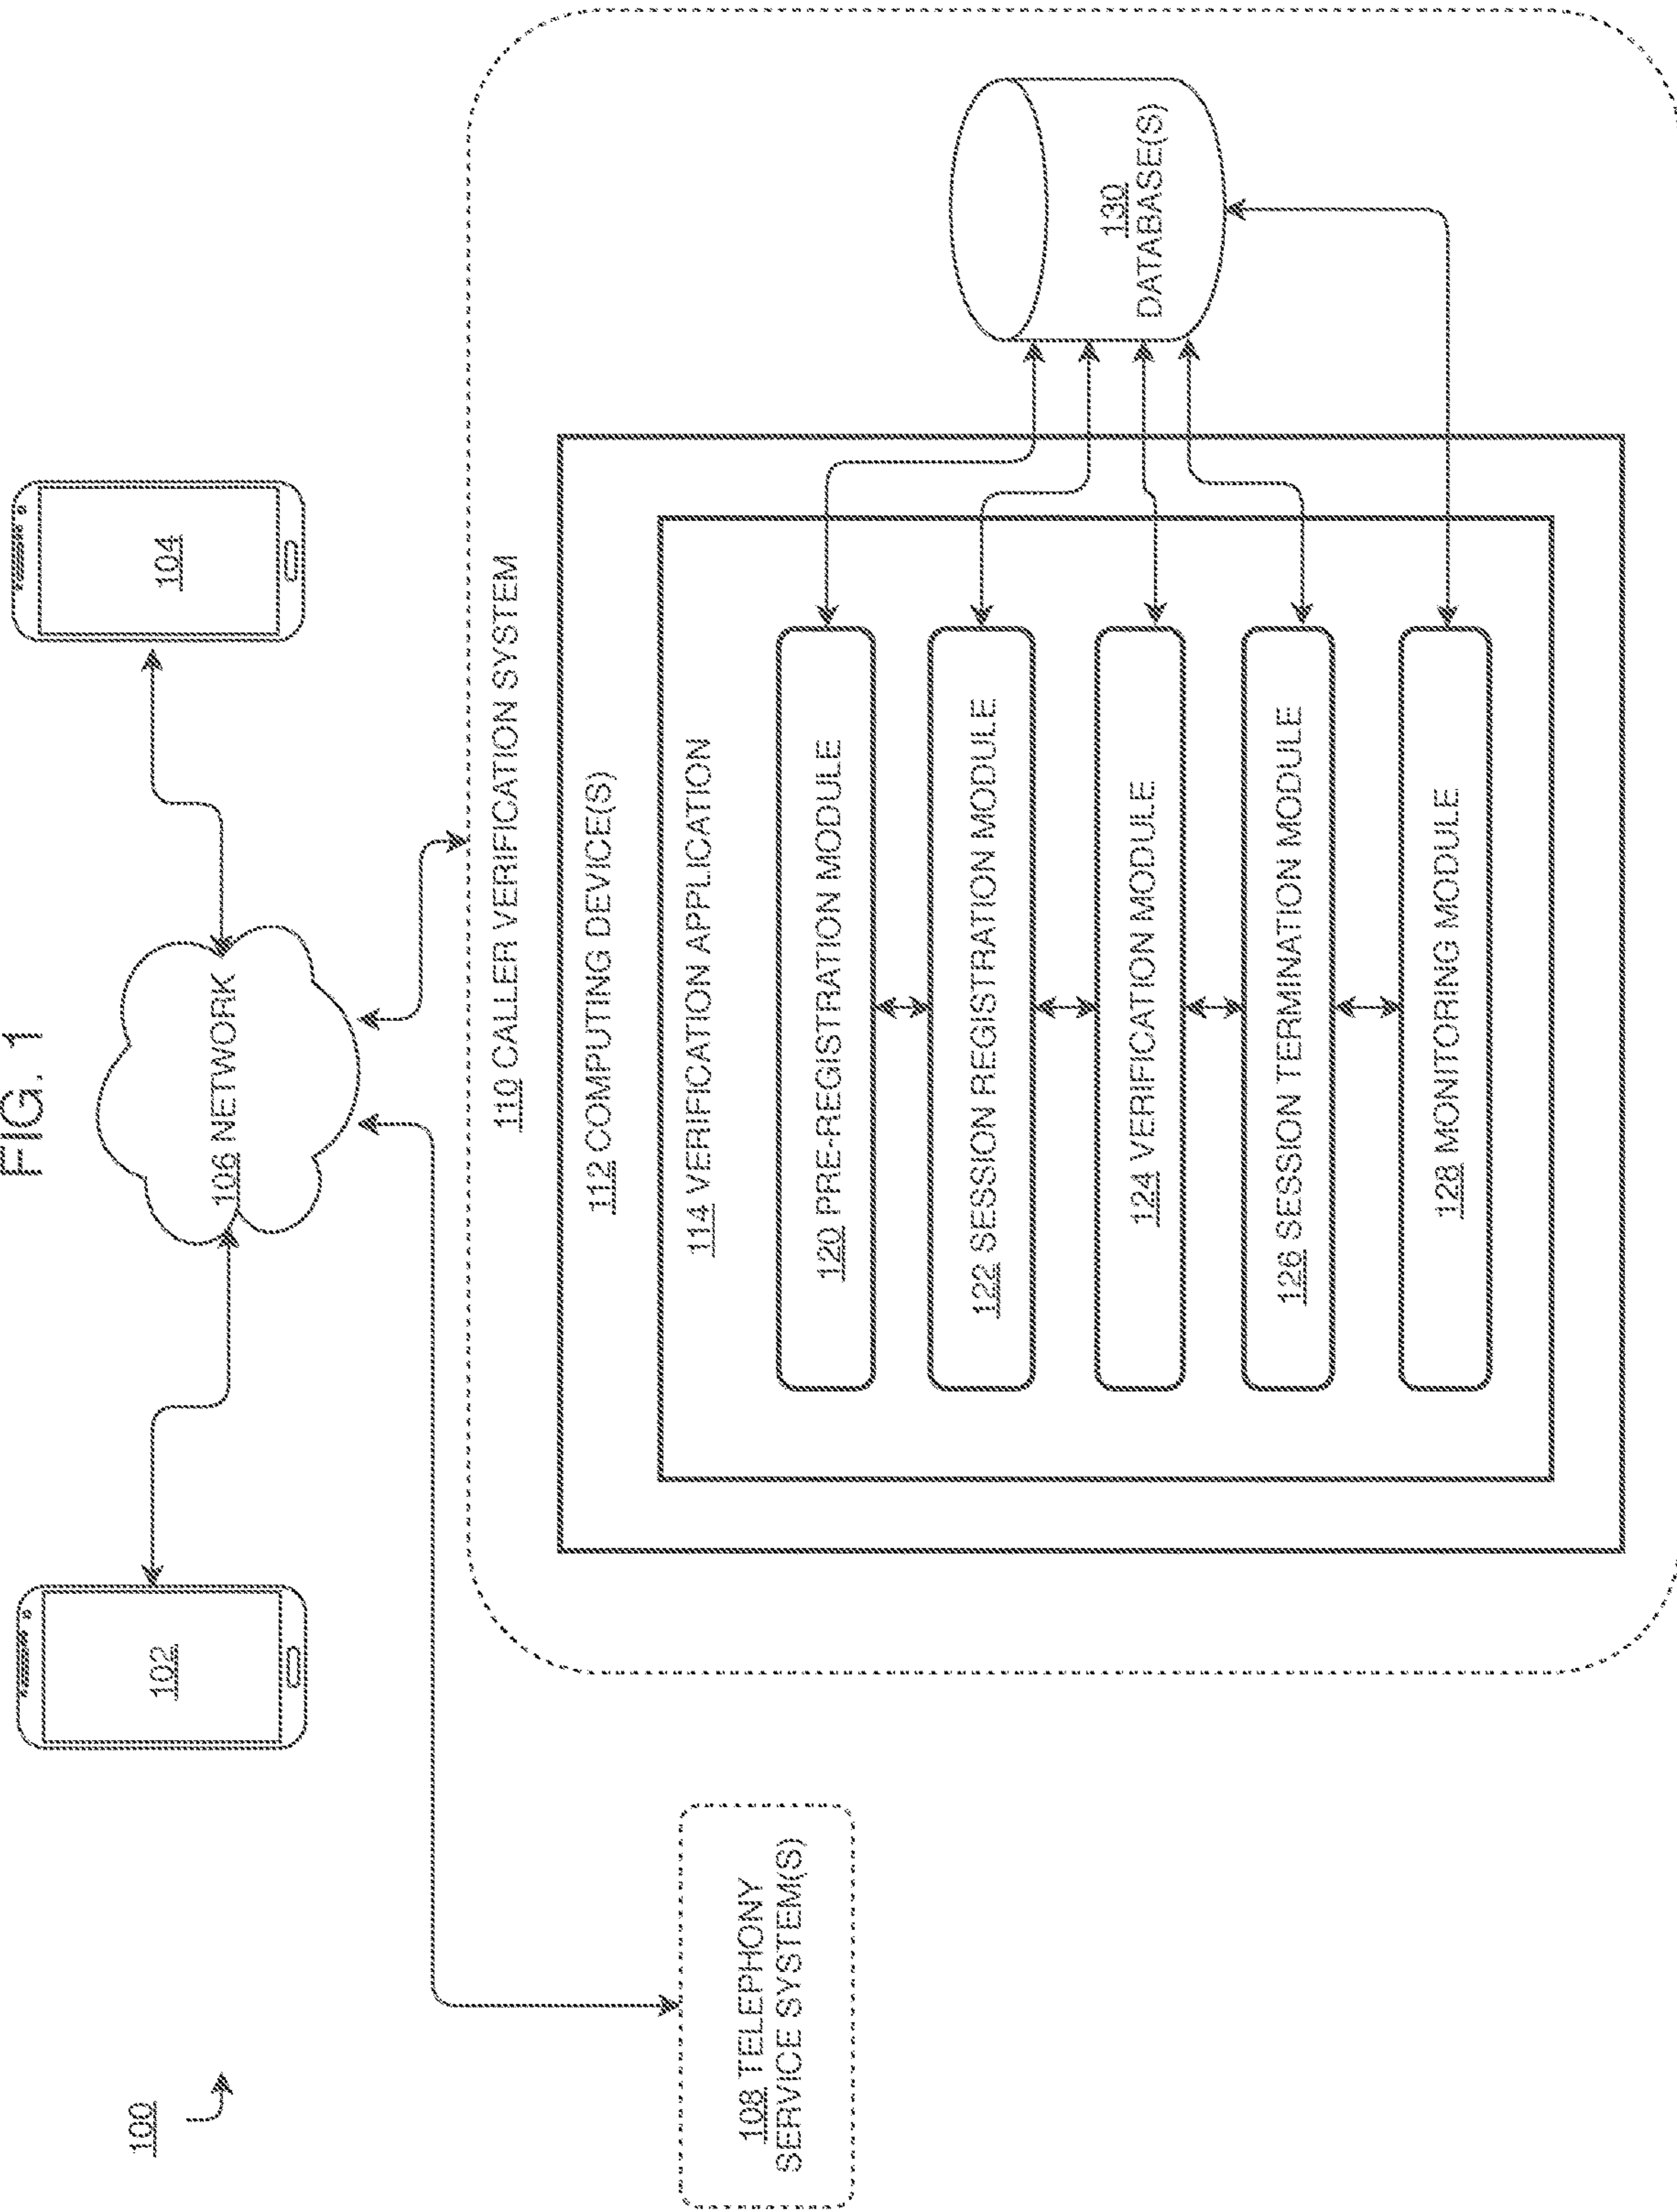 FIG. 1
100
102
104
106 NETWORK
108 TELEPHONY
SERVICE SYSTEM(S)
110 CALLER VERIFICATION SYSTEM
112 COMPUTING DEVICE(S)
114 VERIFICATION APPLICATION
120 PRE-REGISTRATION MODULE
122 SESSION REGISTRATION MODULE
124 VERIFICATION MODULE
126 SESSION TERMINATION MODULE
128 MONITORING MODULE
130
DATABASE(S)